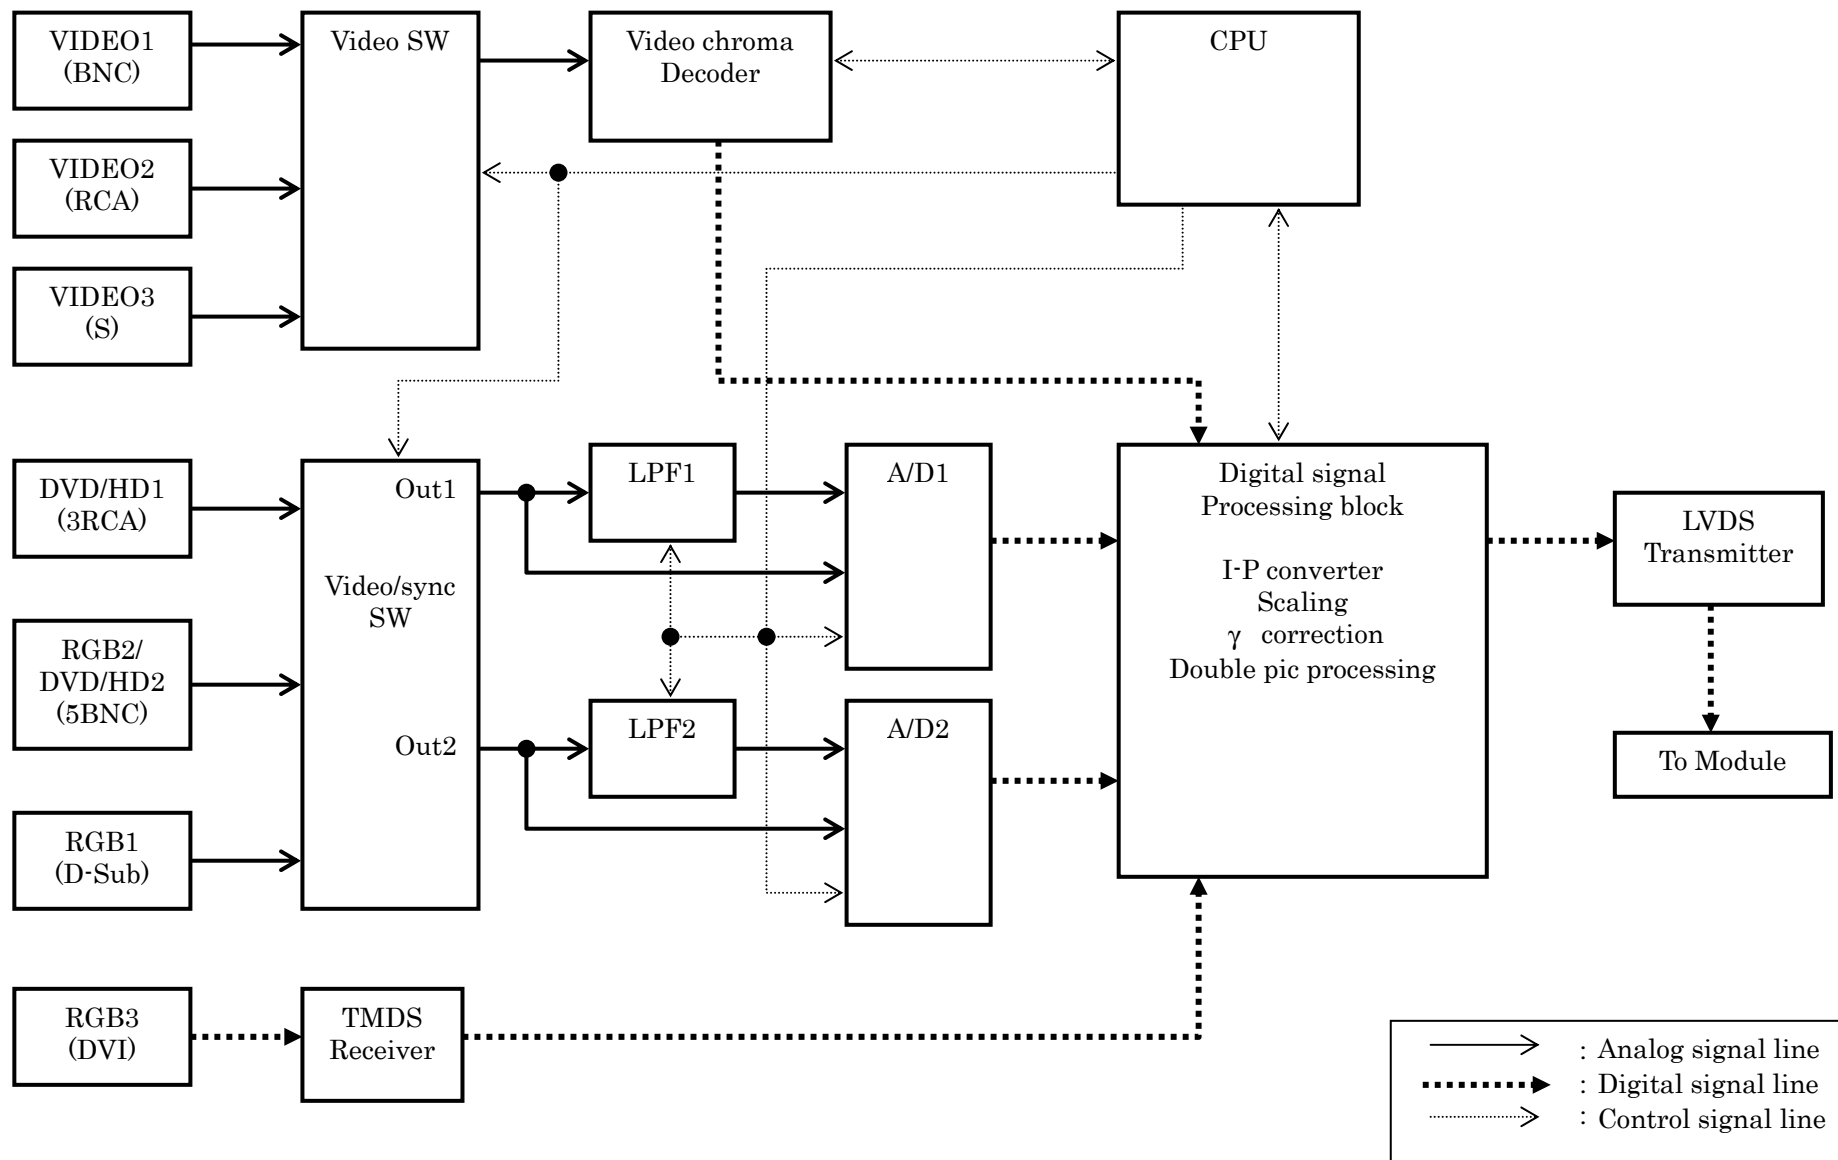 VIDEO1
(BNC)
Video SW
Video chroma
Decoder
CPU
VIDEO2
(RCA)
VIDEO3
(S)
DVD/HD1
(3RCA)
Out1
LPF1
A/D1
Digital signal
Processing block
I-P converter
Scaling
γ correction
Double pic processing
LVDS
Transmitter
Video/sync
SW
RGB2/
DVD/HD2
(5BNC)
Out2
LPF2
A/D2
To Module
RGB1
(D-Sub)
RGB3
(DVI)
TMDS
Receiver
: Analog signal line
: Digital signal line
: Control signal line